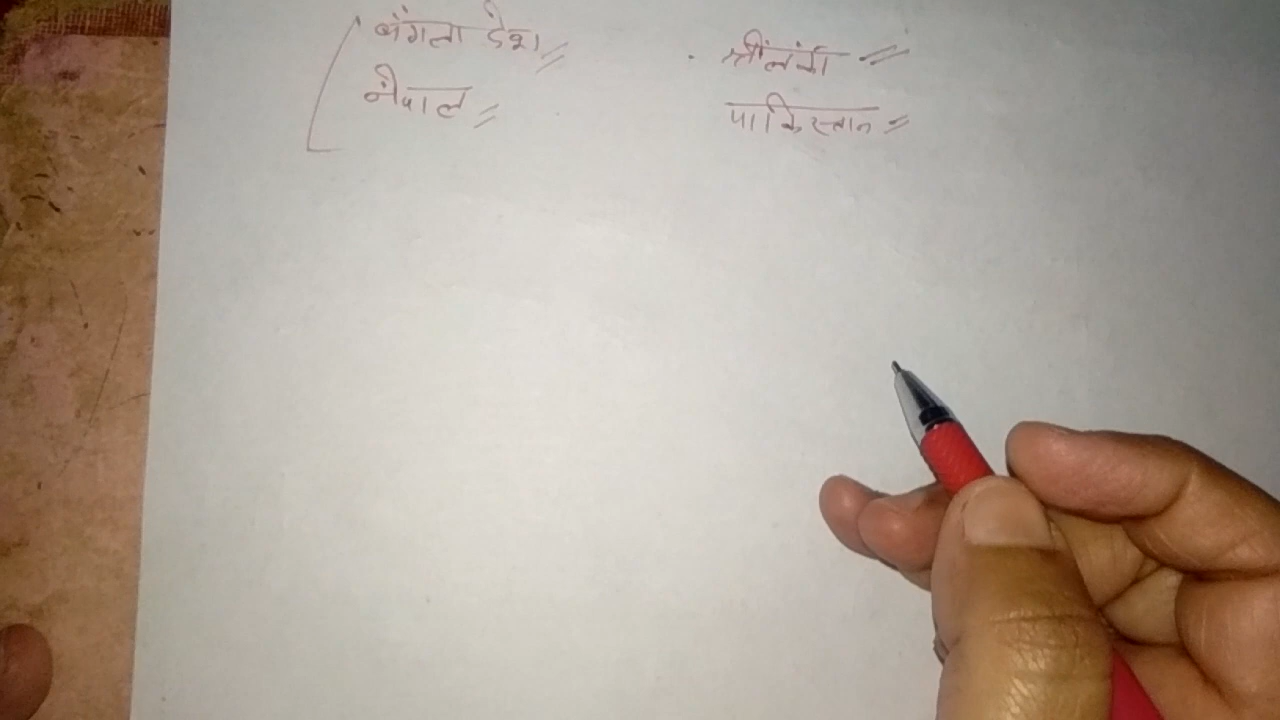 बंगला देश
श्रीलंका
नेपाल
पाकिस्तान